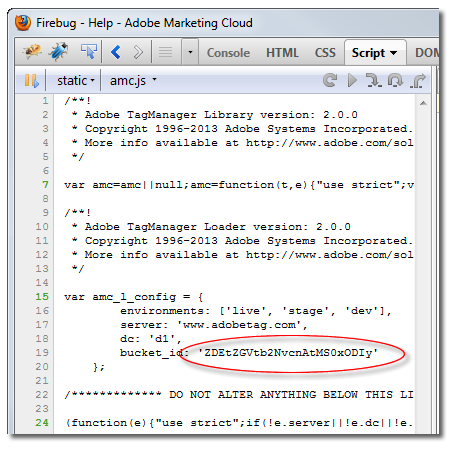 Firebug - Help - Adobe Marketing Cloud
Console HTML CSS Script DOM
static amc.js
1 /**!
2 * Adobe TagManager Library version: 2.0.0
3 * Copyright 1996-2013 Adobe Systems Incorporated.
4 * More info available at http://www.adobe.com/sol
5 */
6
7 var amc=amc||null;amc=function(t,e){"use strict";v
8
9 /**!
10 * Adobe TagManager Loader version: 2.0.0
11 * Copyright 1996-2013 Adobe Systems Incorporated.
12 * More info available at http://www.adobe.com/sol
13 */
14
15 var amc_l_config = {
16 environments: ['live', 'stage', 'dev'],
17 server: 'www.adobetag.com',
18 dc: 'd1',
19 bucket_id: 'ZDEtZGVtb2NvcnAtMS0xODIy'
20 };
21
22 /************* DO NOT ALTER ANYTHING BELOW THIS LI
23
24 (function(e){"use strict";if(!e.server||!e.dc||!e.